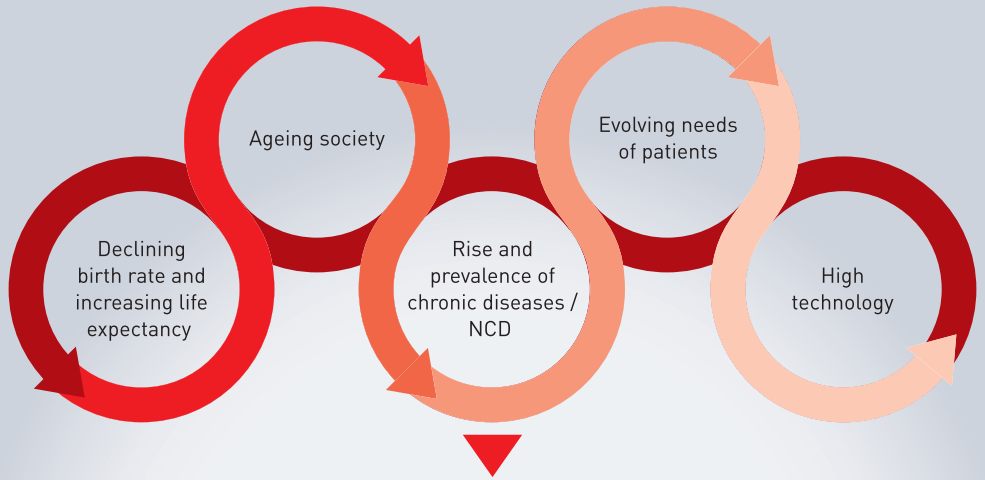 Declining
birth rate and
increasing life
expectancy
Ageing society
Rise and
prevalence of
chronic diseases /
NCD
Evolving needs
of patients
High
technology